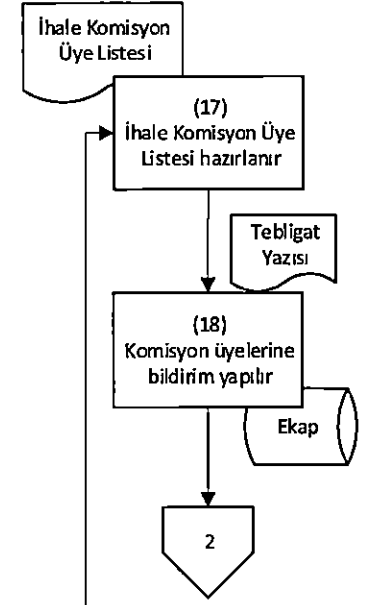 İhale Komisyon
Üye Listesi
(17)
İhale Komisyon Üye
Listesi hazırlanır
Tebligat
Yazısı
(18)
Komisyon üyelerine
bildirim yapılır
Ekap
2